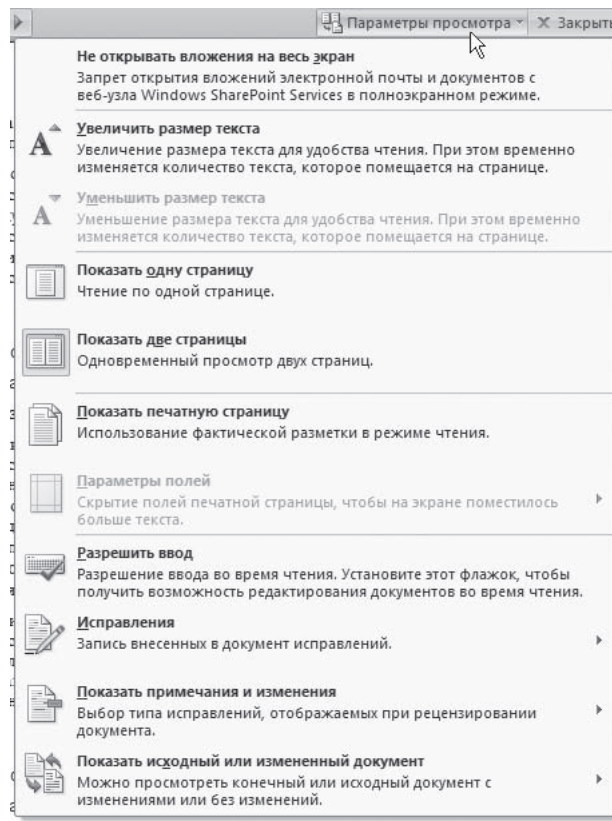 Параметры просмотра
Закрыть
Не открывать вложения на весь экран
Запрет открытия вложений электронной почты и документов с
веб-узла Windows SharePoint Services в полноэкранном режиме.
Увеличить размер текста
Увеличение размера текста для удобства чтения. При этом временно
изменяется количество текста, которое помещается на странице.
Уменьшить размер текста
Уменьшение размера текста для удобства чтения. При этом временно
изменяется количество текста, которое помещается на странице.
Показать одну страницу
Чтение по одной странице.
Показать две страницы
Одновременный просмотр двух страниц.
Показать печатную страницу
Использование фактической разметки в режиме чтения.
Параметры полей
Скрытие полей печатной страницы, чтобы на экране поместилось
больше текста.
Разрешить ввод
Разрешение ввода во время чтения. Установите этот флажок, чтобы
получить возможность редактирования документов во время чтения.
Исправления
Запись внесенных в документ исправлений.
Показать примечания и изменения
Выбор типа исправлений, отображаемых при рецензировании
документа.
Показать исходный или измененный документ
Можно просмотреть конечный или исходный документ с
изменениями или без изменений.